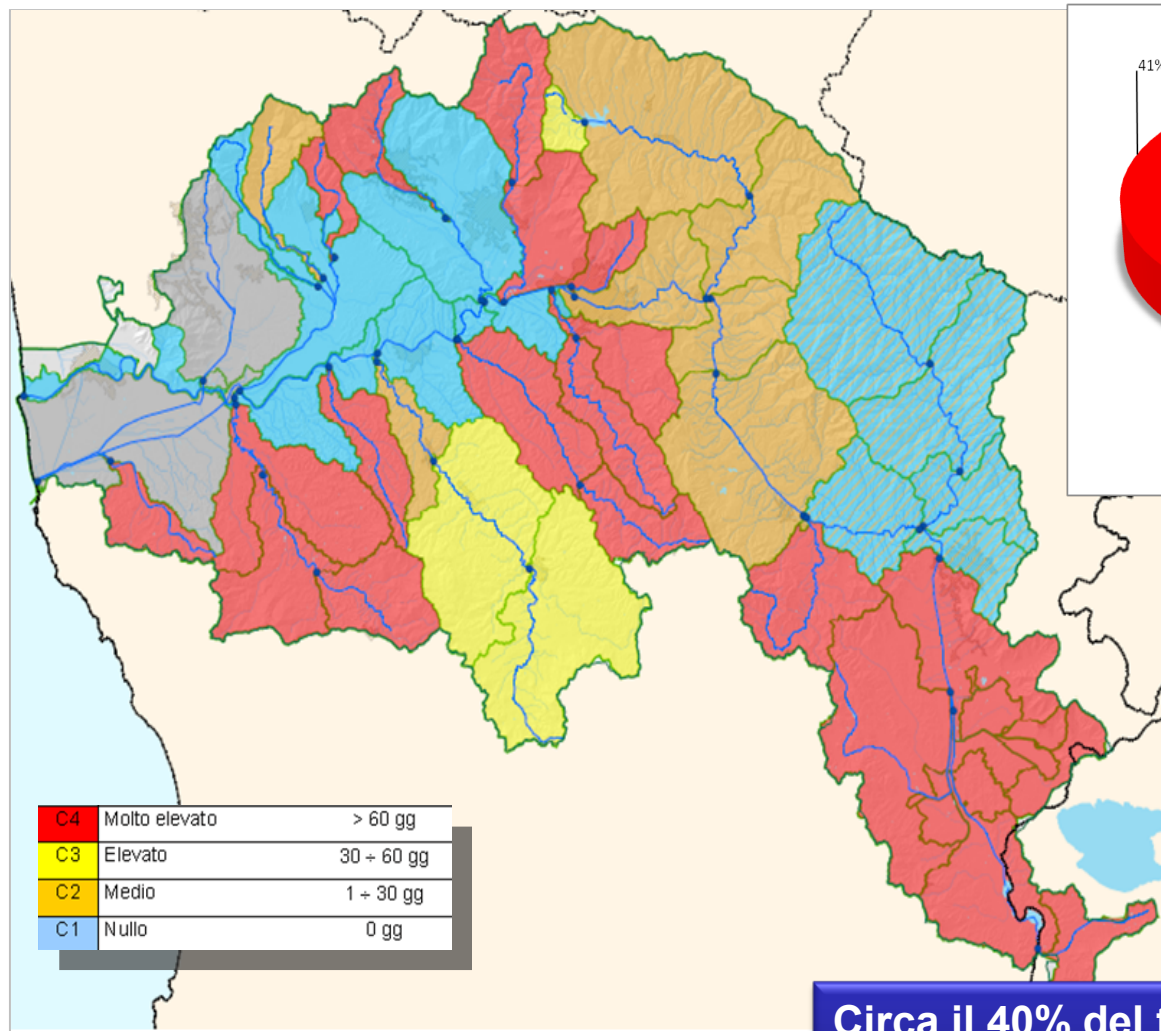 41%
C4 Molto elevato > 60 gg
C3 Elevato 30 ÷ 60 gg
C2 Medio 1 ÷ 30 gg
C1 Nullo 0 gg
Circa il 40% del